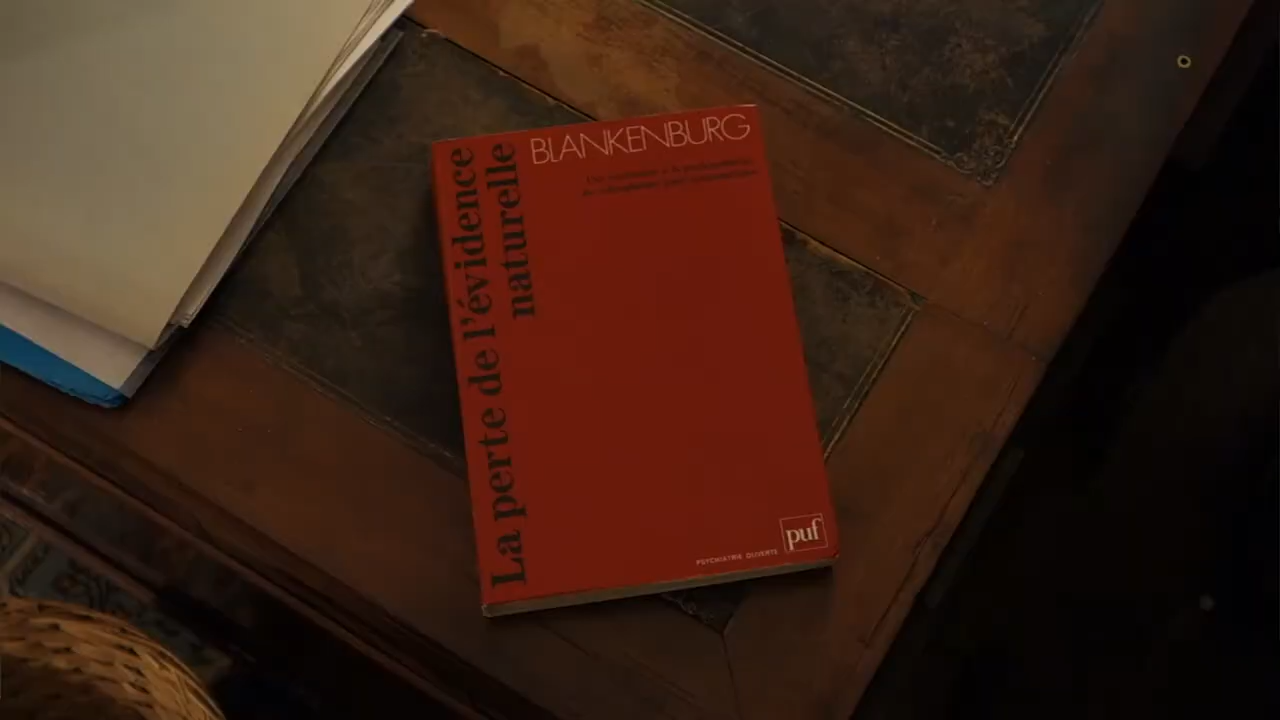 BLANKENBURG
La perte de l'évidence
naturelle
PSYCHIATRIE OUVERTE
puf